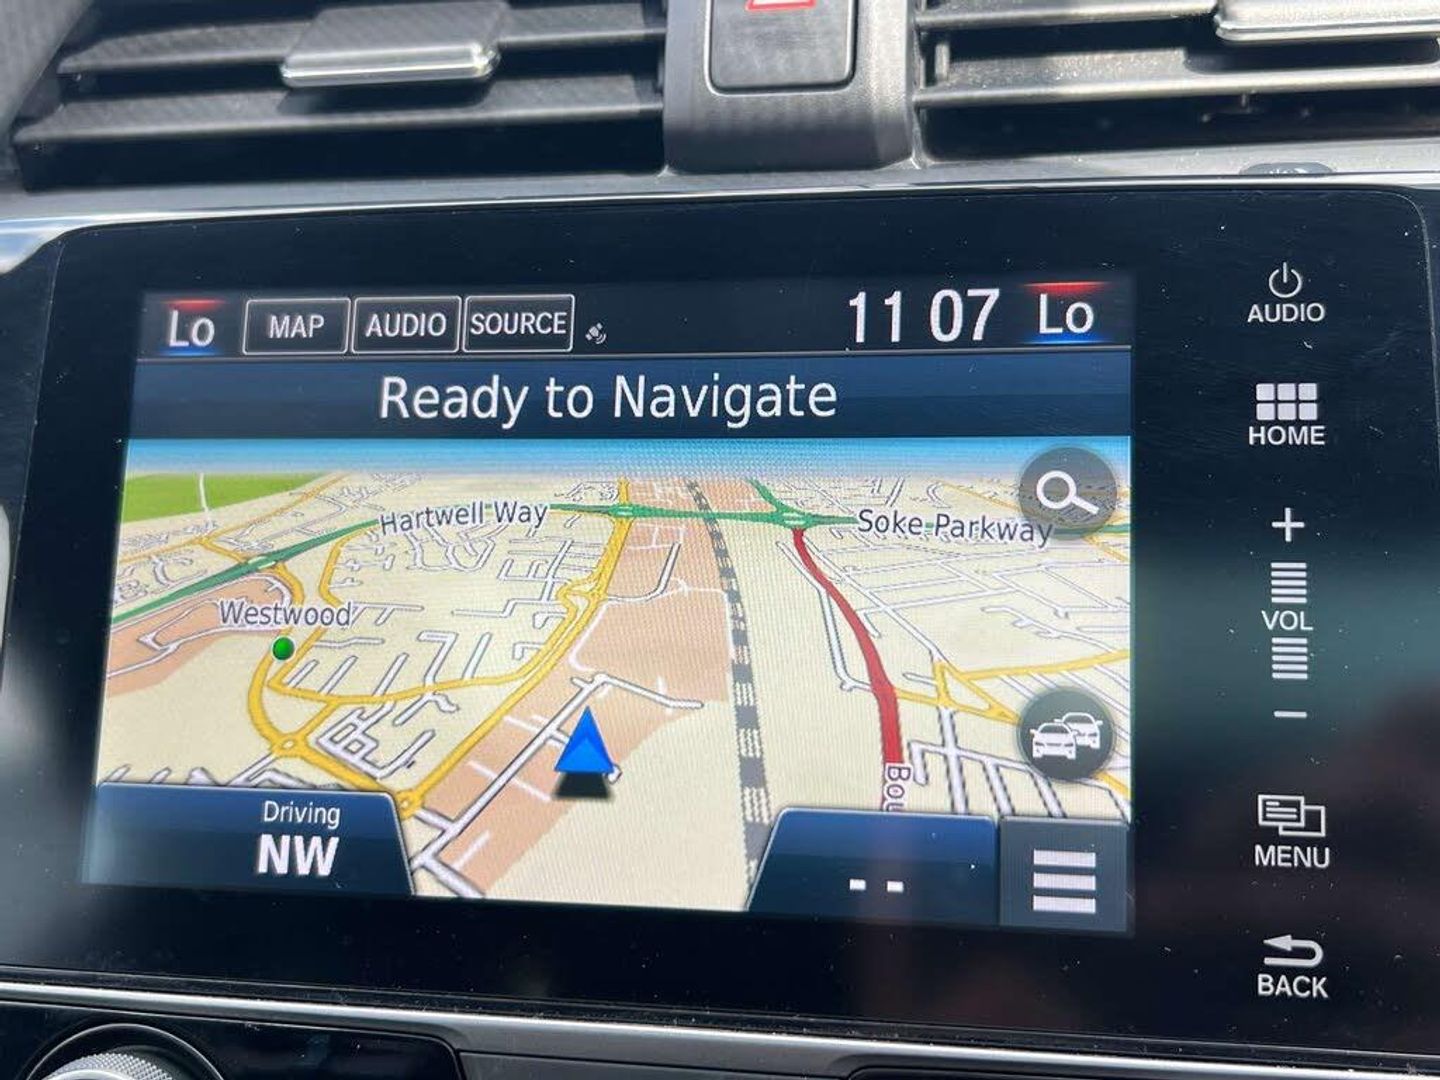 Lo MAP AUDIO SOURCE 11 07 Lo
Ready to Navigate
Hartwell Way
Soke Parkway
Westwood
Bou
Driving
NW
- -
AUDIO
HOME
+
VOL
-
MENU
BACK